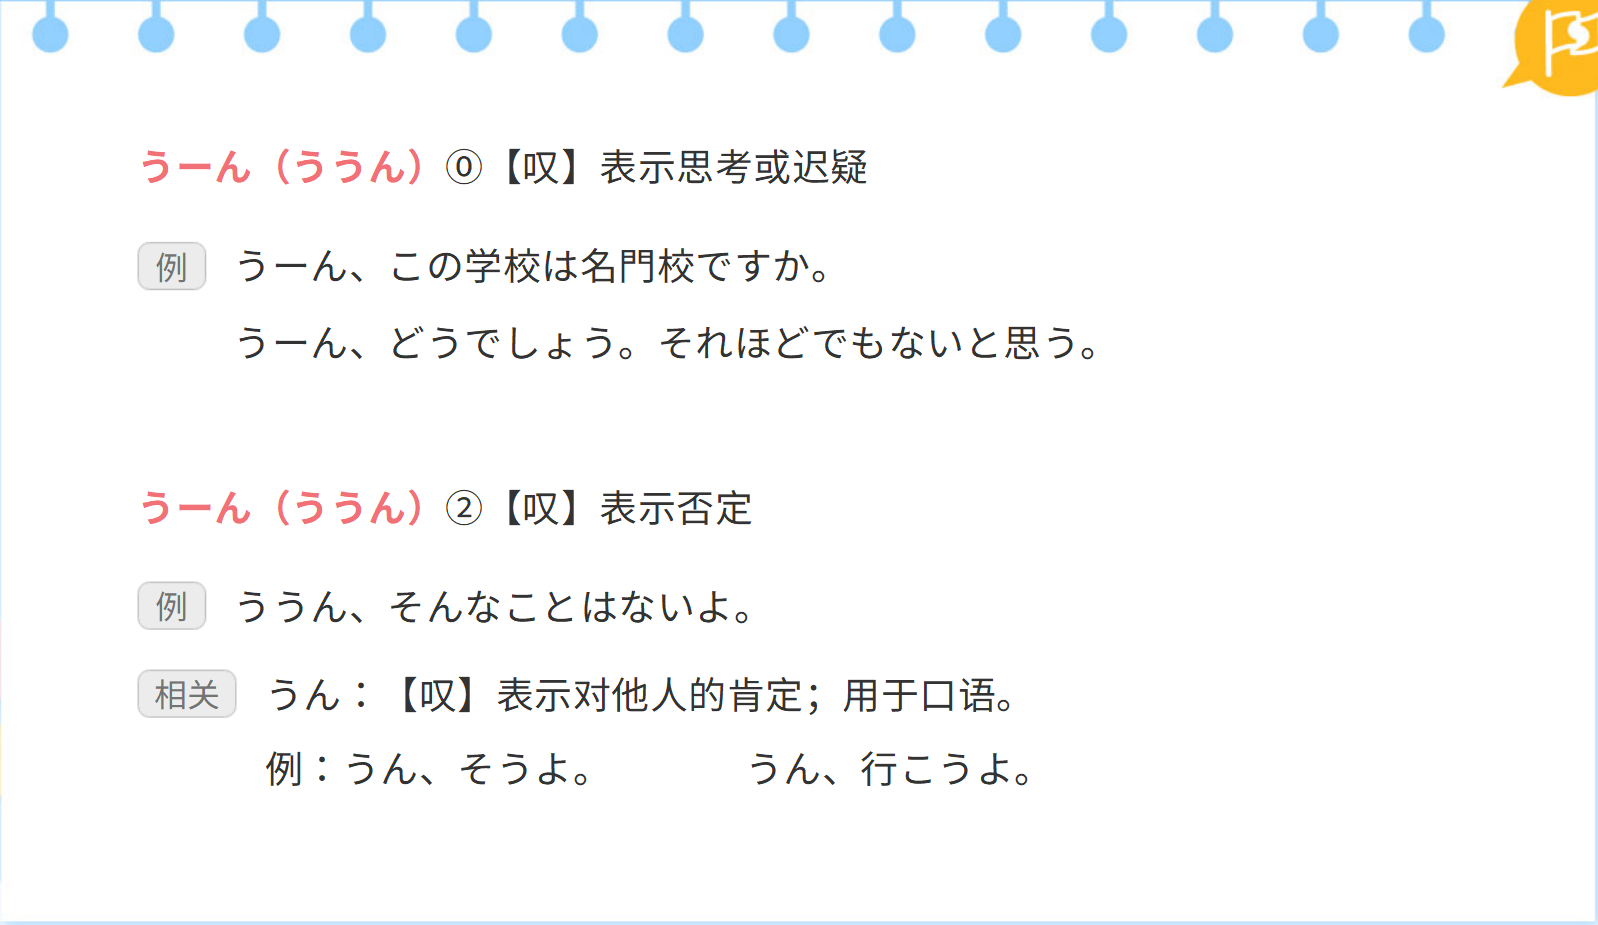 うーん（ううん）⓪【叹】表示思考或迟疑
例 うーん、この学校は名門校ですか。
うーん、どうでしょう。それほどでもないと思う。
うーん（ううん）②【叹】表示否定
例 ううん、そんなことはないよ。
相关 うん：【叹】表示对他人的肯定；用于口语。
例：うん、そうよ。 うん、行こうよ。